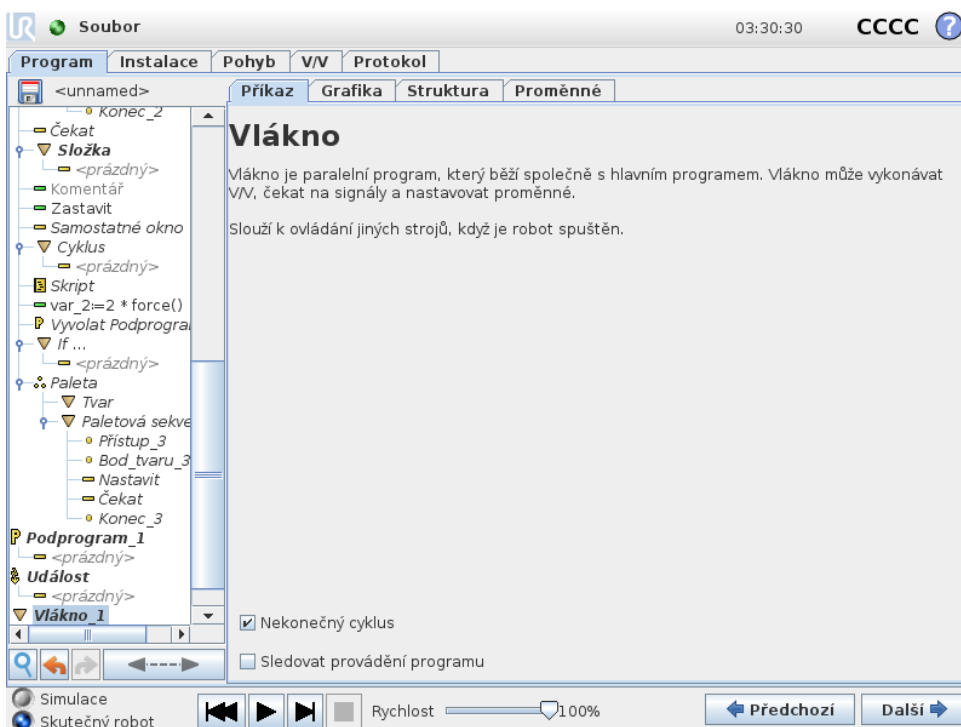 Soubor
03:30:30
CCCC
?
Program Instalace Pohyb V/V Protokol
<unnamed>
Příkaz Grafika Struktura Proměnné
Konec_2
Čekat
Složka
<prázdný>
Komentář
Zastavit
Samostatné okno
Cyklus
<prázdný>
Skript
var_2:=2 * force()
Vyvolat
If ...
<prázdný>
Paleta
Tvar
Paletová
Přístup_3
Bod_tvaru_3
Nastavit
Čekat
Konec_3
Podprogram_1
<prázdný>
Událost
<prázdný>
Vlákno_1
Vlákno
Vlákno je paralelní program, který běží společně s hlavním programem. Vlákno může vykonávat
V/V, čekat na signály a nastavovat proměnné.
Slouží k ovládání jiných strojů, když je robot spuštěn.
Nekonečný cyklus
Sledovat provádění programu
Simulace
Skutečný robot
Rychlost 100%
Předchozí
Další